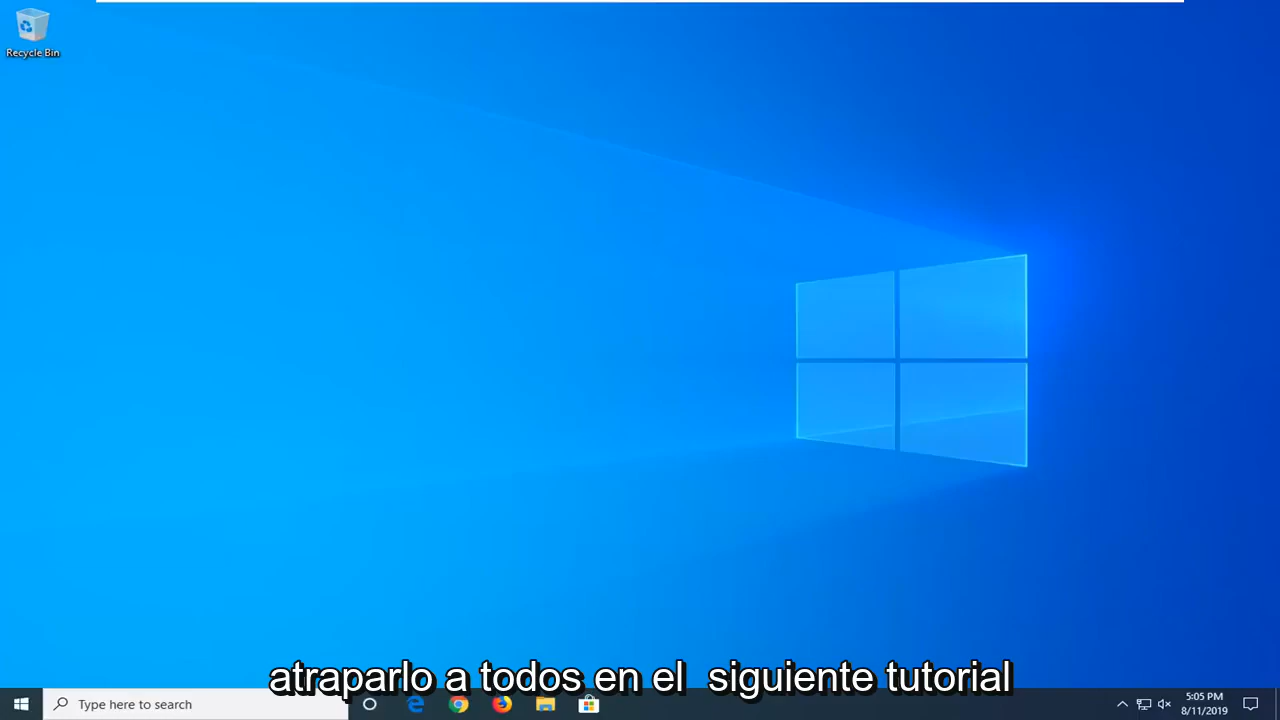 Recycle Bin
atraparlo a todos en el siguiente tutorial
Type here to search
5:05 PM
8/11/2019